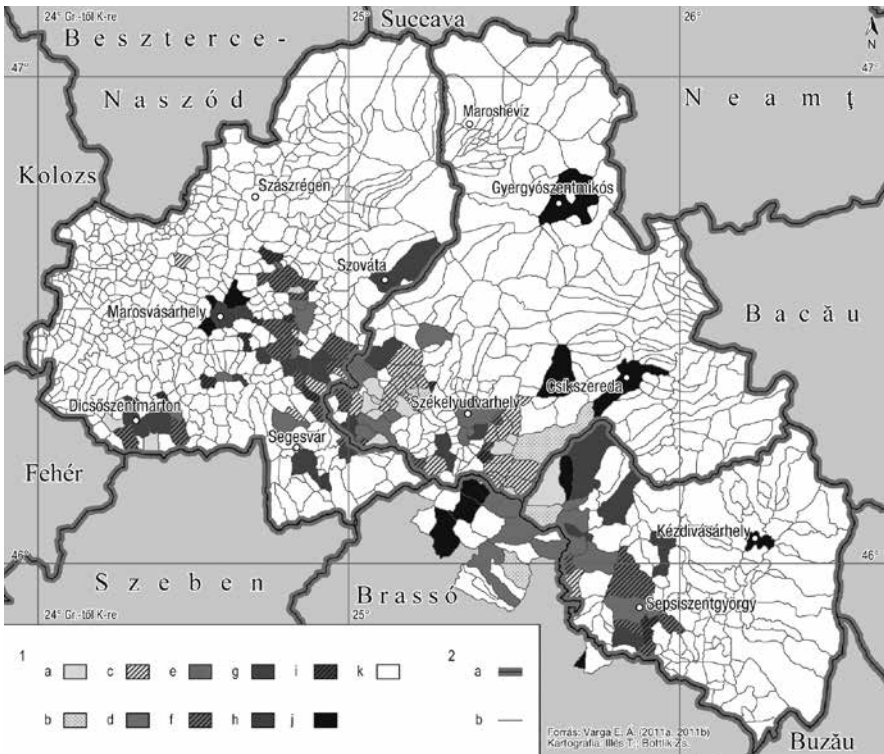 24° Gr.-től K-re
25°
Suceava
26°
N
Beszterce-
Naszód
47°
47°
Neamţ
Maroshévíz
Kolozs
Szászrégen
Gyergyószentmikós
Szováta
Marosvásárhely
Bacău
Csíkszereda
Dicsőszentmárton
Székelyudvarhely
Segesvár
Fehér
Kézdivásárhely
46°
46°
Szeben
Brassó
Sepsiszentgyörgy
24° Gr.-től K-re
25°
1
a c e g i k
b d f h j
2
a
b
Forrás: Varga E. Á. (2011a, 2011b)
Kartográfia: Illés T.; Bottlik Zs.
Buzău